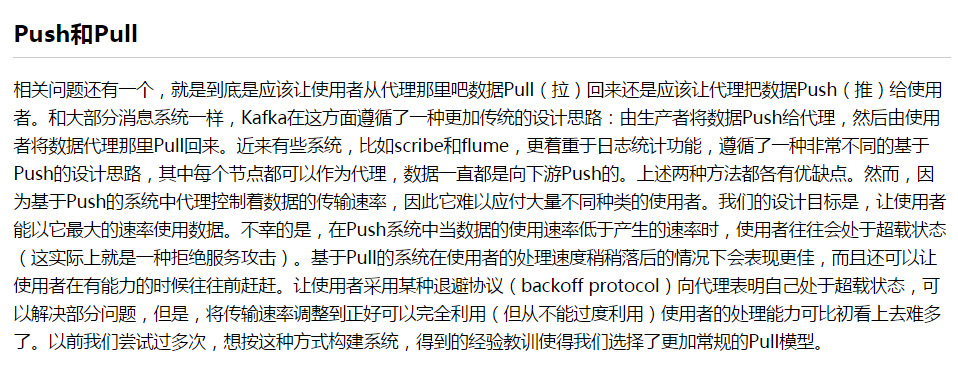 Push和Pull
相关问题还有一个，就是到底是应该让使用者从代理那里吧数据Pull（拉）回来还是应该让代理把数据Push（推）给使用
者。和大部分消息系统一样，Kafka在这方面遵循了一种更加传统的设计思路：由生产者将数据Push给代理，然后由使用
者将数据代理那里Pull回来。近来有些系统，比如scribe和flume，更着重于日志统计功能，遵循了一种非常不同的基于
Push的设计思路，其中每个节点都可以作为代理，数据一直都是向下游Push的。上述两种方法都各有优缺点。然而，因
为基于Push的系统中代理控制着数据的传输速率，因此它难以应付大量不同种类的使用者。我们的设计目标是，让使用者
能以它最大的速率使用数据。不幸的是，在Push系统中当数据的使用速率低于产生的速率时，使用者往往会处于超载状态
（这实际上就是一种拒绝服务攻击）。基于Pull的系统在使用者的处理速度稍稍落后的情况下会表现更佳，而且还可以让
使用者在有能力的时候往往前赶赶。让使用者采用某种退避协议（backoff protocol）向代理表明自己处于超载状态，可
以解决部分问题，但是，将传输速率调整到正好可以完全利用（但从不能过度利用）使用者的处理能力可比初看上去难多
了。以前我们尝试过多次，想按这种方式构建系统，得到的经验教训使得我们选择了更加常规的Pull模型。